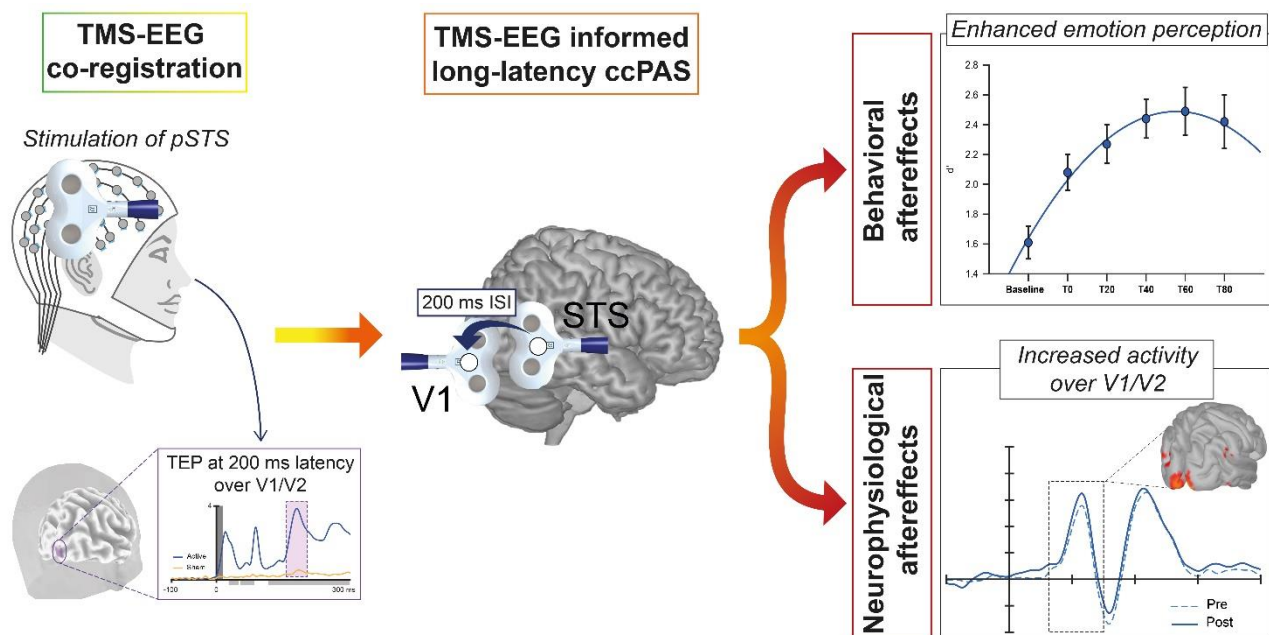 TMS-EEG
co-registration
Stimulation of pSTS
TEP at 200 ms latency
over V1/V2
4
Active
Sham
0
-100
0
300 ms
TMS-EEG informed
long-latency ccPAS
200 ms ISI
STS
V1
Behavioral
aftereffects
Enhanced emotion perception
2.8
2.6
2.4
2.2
2.0
1.8
1.6
1.4
d'
Baseline
T0
T20
T40
T60
T80
Neurophysiological
aftereffects
Increased activity
over V1/V2
Pre
Post